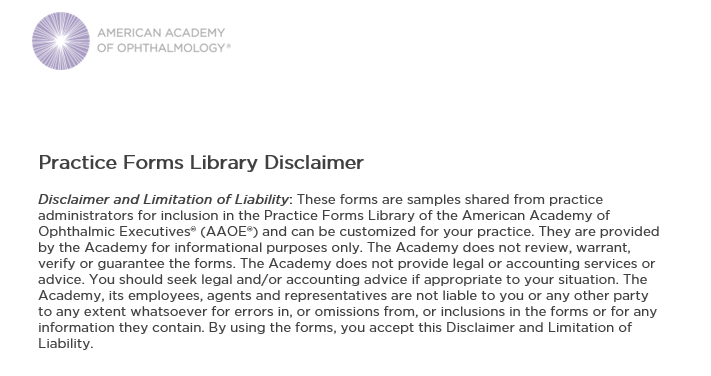 AMERICAN ACADEMY
OF OPHTHALMOLOGY®
Practice Forms Library Disclaimer
Disclaimer and Limitation of Liability: These forms are samples shared from practice
administrators for inclusion in the Practice Forms Library of the American Academy of
Ophthalmic Executives® (AAOE®) and can be customized for your practice. They are provided
by the Academy for informational purposes only. The Academy does not review, warrant,
verify or guarantee the forms. The Academy does not provide legal or accounting services or
advice. You should seek legal and/or accounting advice if appropriate to your situation. The
Academy, its employees, agents and representatives are not liable to you or any other party
to any extent whatsoever for errors in, or omissions from, or inclusions in the forms or for any
information they contain. By using the forms, you accept this Disclaimer and Limitation of
Liability.